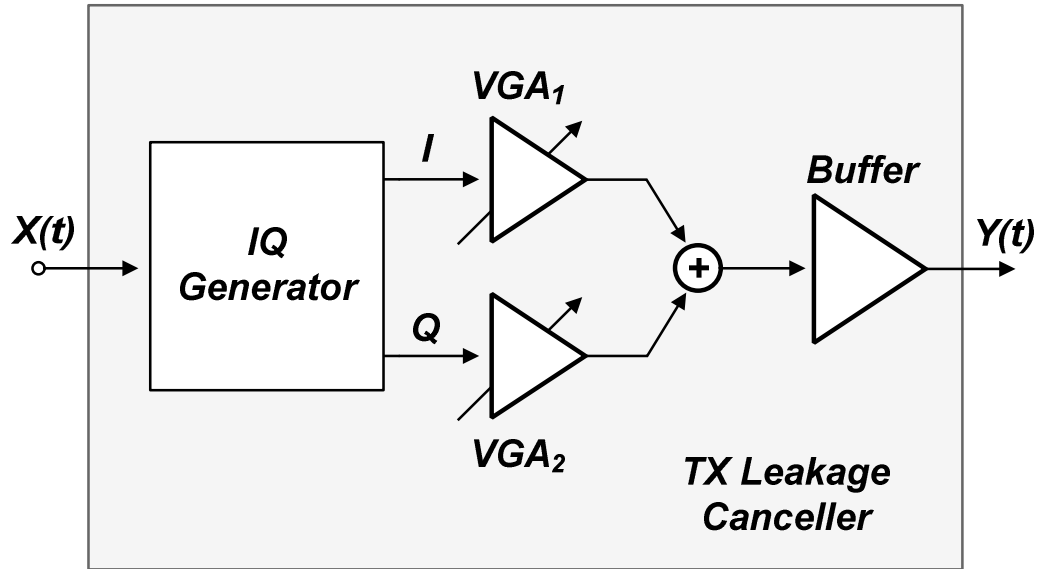 VGA1
I
Buffer
X(t)
IQ
Generator
+
Y(t)
Q
VGA2
TX Leakage
Canceller